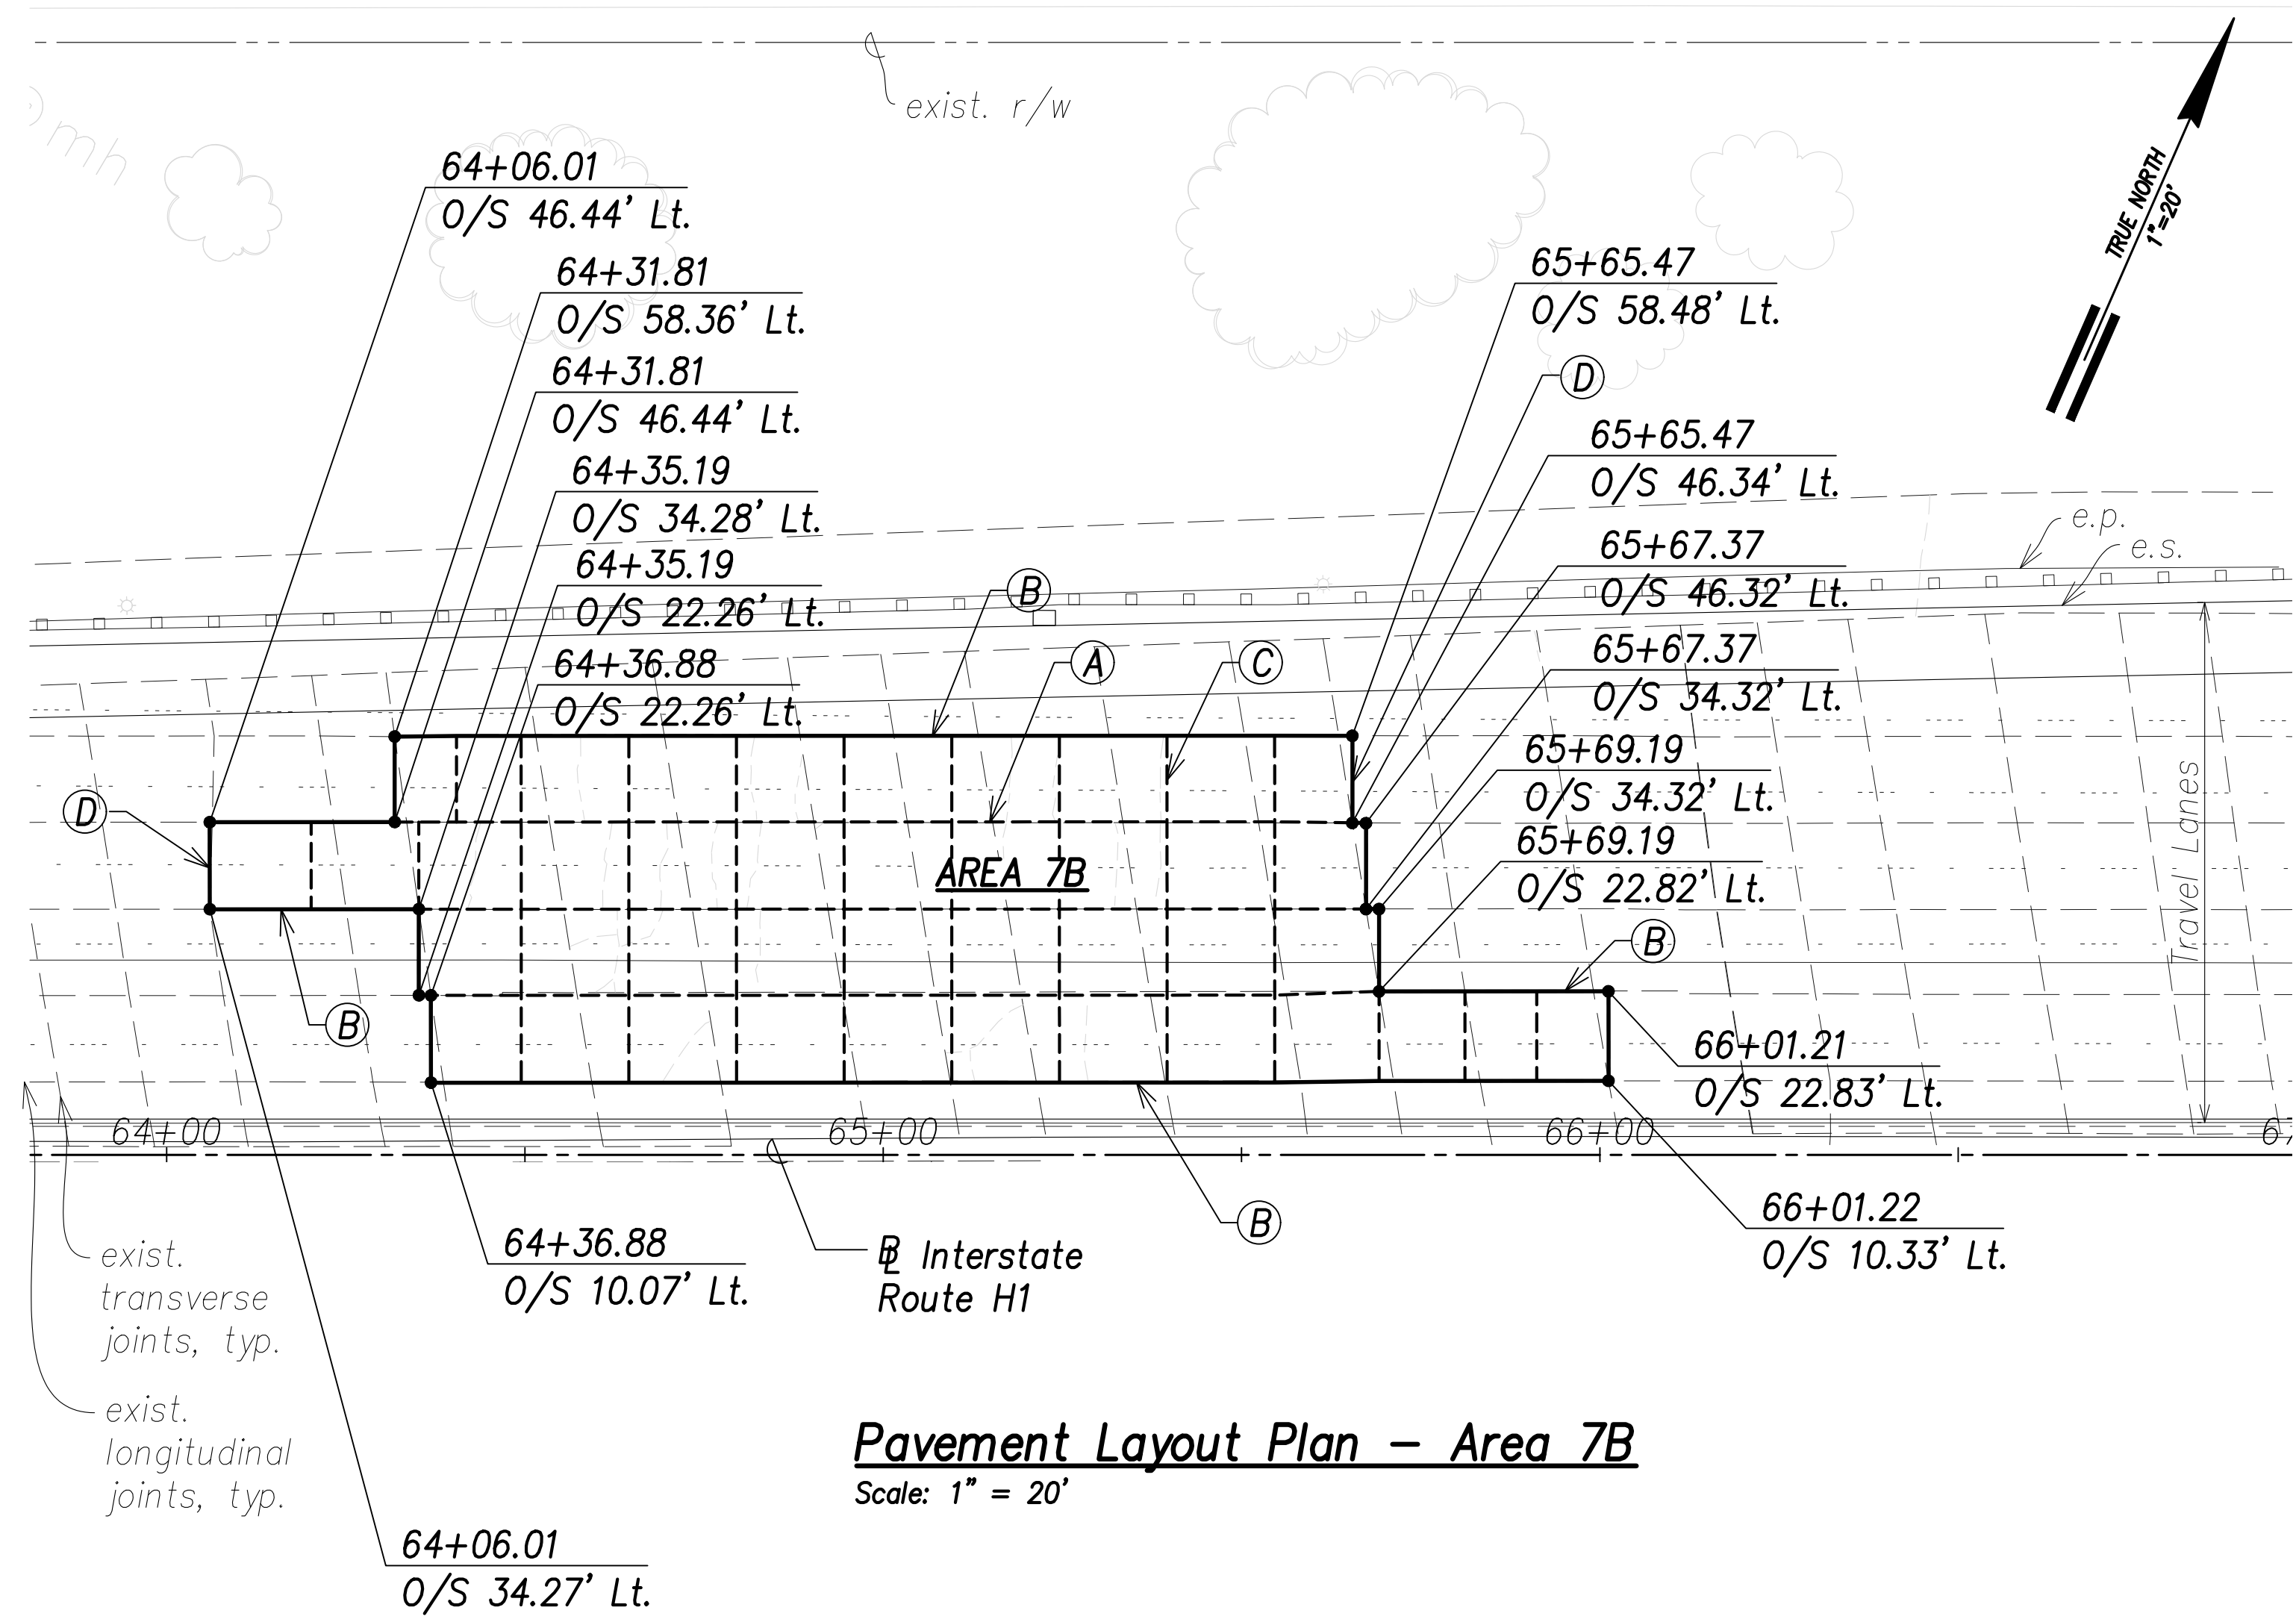 exist. r/w
mh
TRUE NORTH
1"=20'
64+06.01
O/S 46.44' Lt.
64+31.81
O/S 58.36' Lt.
64+31.81
O/S 46.44' Lt.
64+35.19
O/S 34.28' Lt.
64+35.19
O/S 22.26' Lt.
64+36.88
O/S 22.26' Lt.
65+65.47
O/S 58.48' Lt.
D
65+65.47
O/S 46.34' Lt.
65+67.37
O/S 46.32' Lt.
65+67.37
O/S 34.32' Lt.
65+69.19
O/S 34.32' Lt.
65+69.19
O/S 22.82' Lt.
e.p.
e.s.
B
A
C
D
AREA 7B
B
B
Travel Lanes
66+01.21
O/S 22.83' Lt.
64+00
65+00
66+00
66+01.22
O/S 10.33' Lt.
B
64+36.88
O/S 10.07' Lt.
BL Interstate
Route H1
exist.
transverse
joints, typ.
exist.
longitudinal
joints, typ.
Pavement Layout Plan - Area 7B
Scale: 1" = 20'
64+06.01
O/S 34.27' Lt.